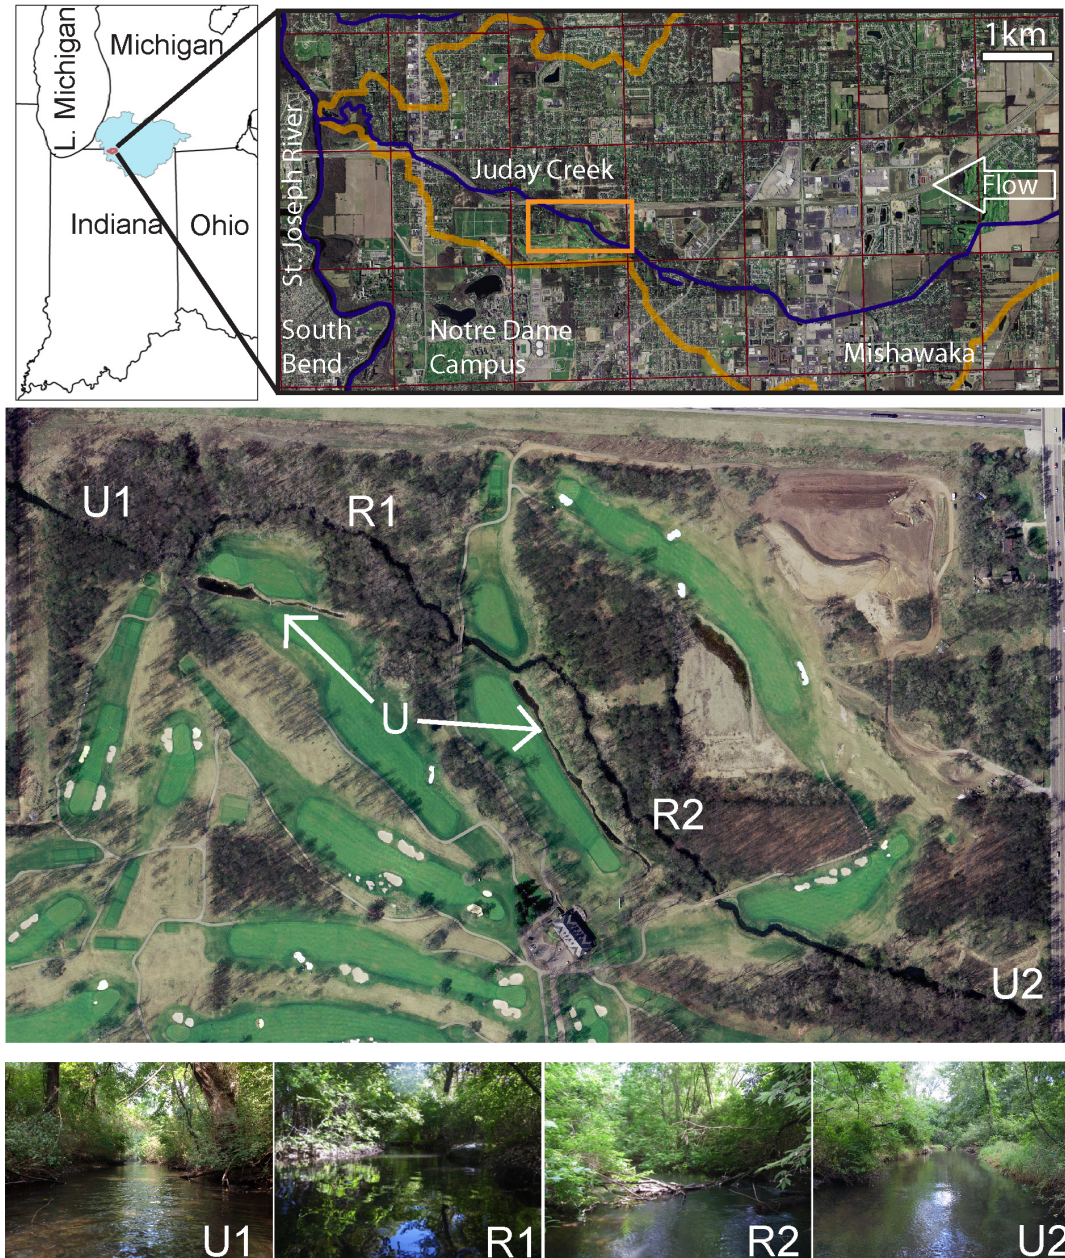 L. Michigan
Michigan
Indiana
Ohio
St. Joseph River
Juday Creek
1km
Flow
South
Bend
Notre Dame
Campus
Mishawaka
U1
R1
U
R2
U2
U1
R1
R2
U2